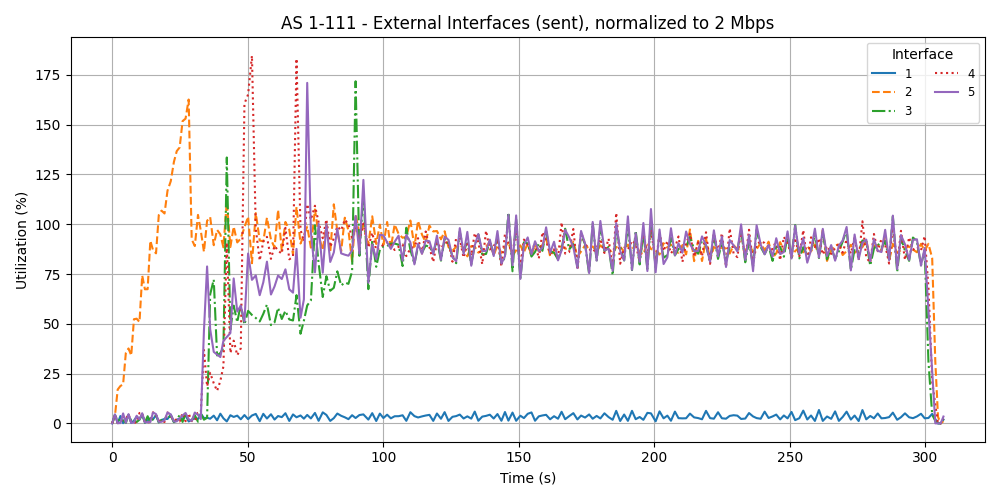 AS 1-111 - External Interfaces (sent), normalized to 2 Mbps
Interface
1
2
3
4
5
Utilization (%)
175
150
125
100
75
50
25
0
0 50 100 150 200 250 300
Time (s)